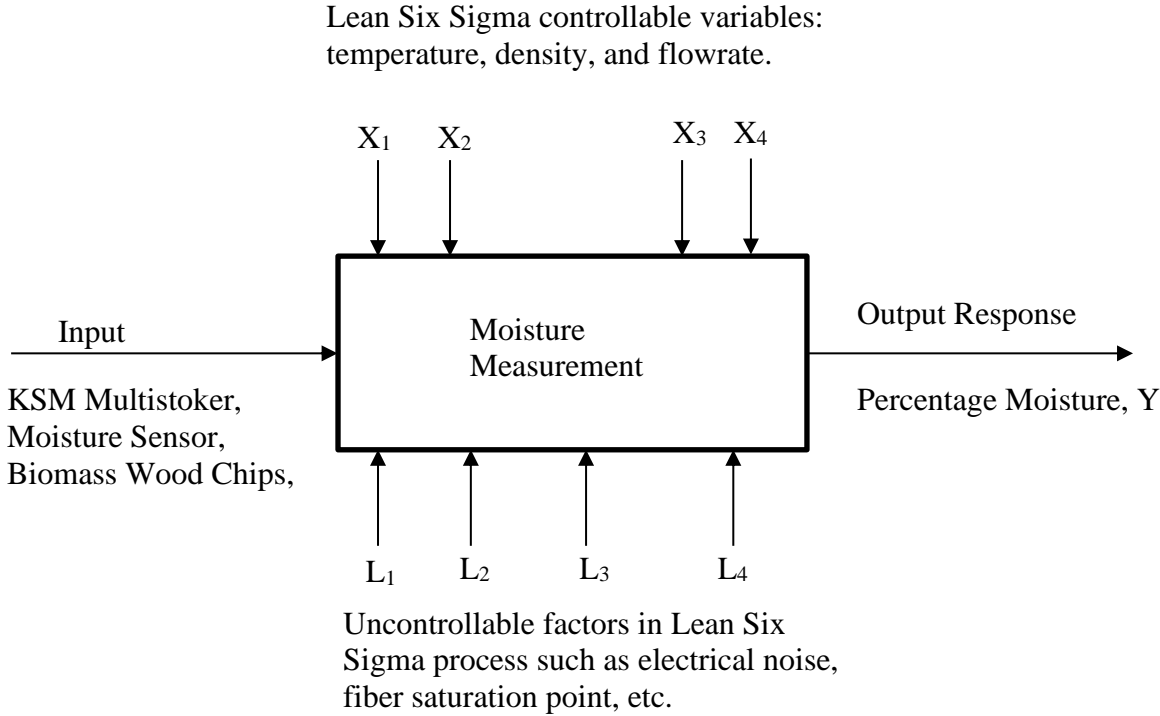 Lean Six Sigma controllable variables:
temperature, density, and flowrate.
X1 X2 X3 X4
Input
Moisture
Measurement
Output Response
KSM Multistoker,
Moisture Sensor,
Biomass Wood Chips,
Percentage Moisture, Y
L1 L2 L3 L4
Uncontrollable factors in Lean Six
Sigma process such as electrical noise,
fiber saturation point, etc.